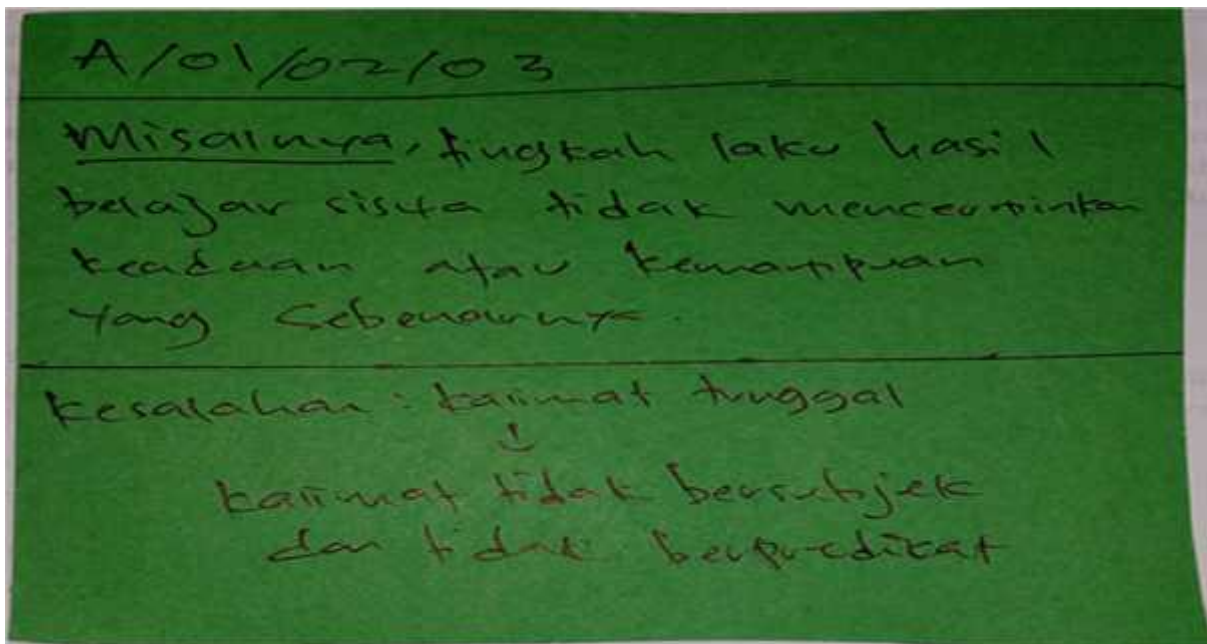 A/01/02/03
Misalnya, tingkah laku hasil
belajar siswa tidak mencerminkan
keadaan atau kemampuan
yang sebenarnya.
kesalahan : kalimat tunggal
kalimat tidak bersubjek
dan tidak berpredikat